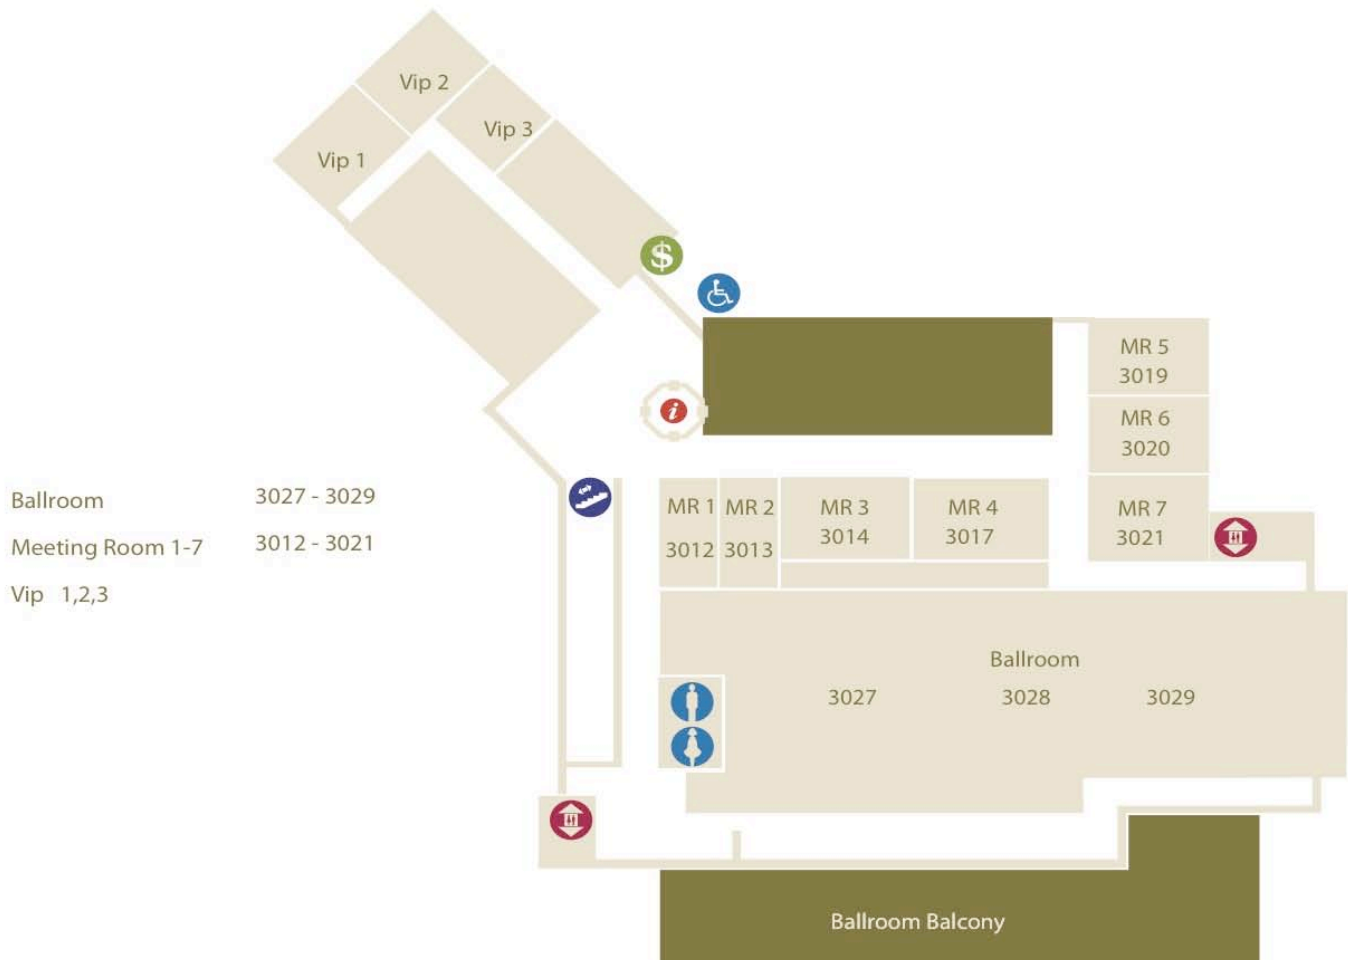 Vip 2
Vip 3
Vip 1
$
i
MR 5
3019
MR 6
3020
MR 7
3021
MR 1
3012
MR 2
3013
MR 3
3014
MR 4
3017
Ballroom 3027 - 3029
Meeting Room 1-7 3012 - 3021
Vip 1,2,3
Ballroom
3027 3028 3029
Ballroom Balcony